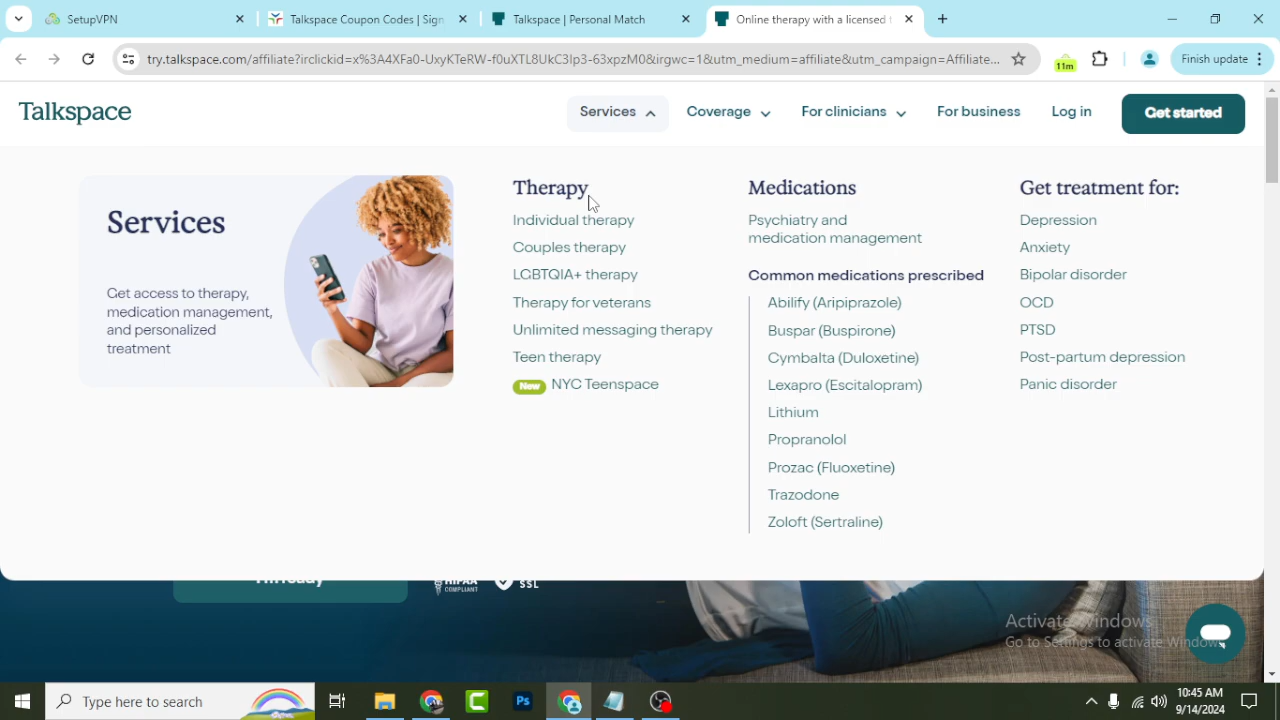 SetupVPN
Talkspace Coupon Codes | Sign
Talkspace | Personal Match
Online therapy with a licensed t
try.talkspace.com/affiliate?irclickid=x%3A4XFa0-UxyKTeRW-f0uXTL8UkC3Ip3-63xpzM0&irgwc=1&utm_medium=affiliate&utm_campaign=Affiliate...
11m
Finish update
Talkspace
Services
Coverage
For clinicians
For business
Log in
Get started
Services
Get access to therapy,
medication management,
and personalized
treatment
Therapy
Individual therapy
Couples therapy
LGBTQIA+ therapy
Therapy for veterans
Unlimited messaging therapy
Teen therapy
New NYC Teenspace
Medications
Psychiatry and
medication management
Common medications prescribed
Abilify (Aripiprazole)
Buspar (Buspirone)
Cymbalta (Duloxetine)
Lexapro (Escitalopram)
Lithium
Propranolol
Prozac (Fluoxetine)
Trazodone
Zoloft (Sertraline)
Get treatment for:
Depression
Anxiety
Bipolar disorder
OCD
PTSD
Post-partum depression
Panic disorder
HIPAA
COMPLIANT
SSL
Activate Windows
Go to Settings to activate Windows.
Type here to search
Ps
10:45 AM
9/14/2024